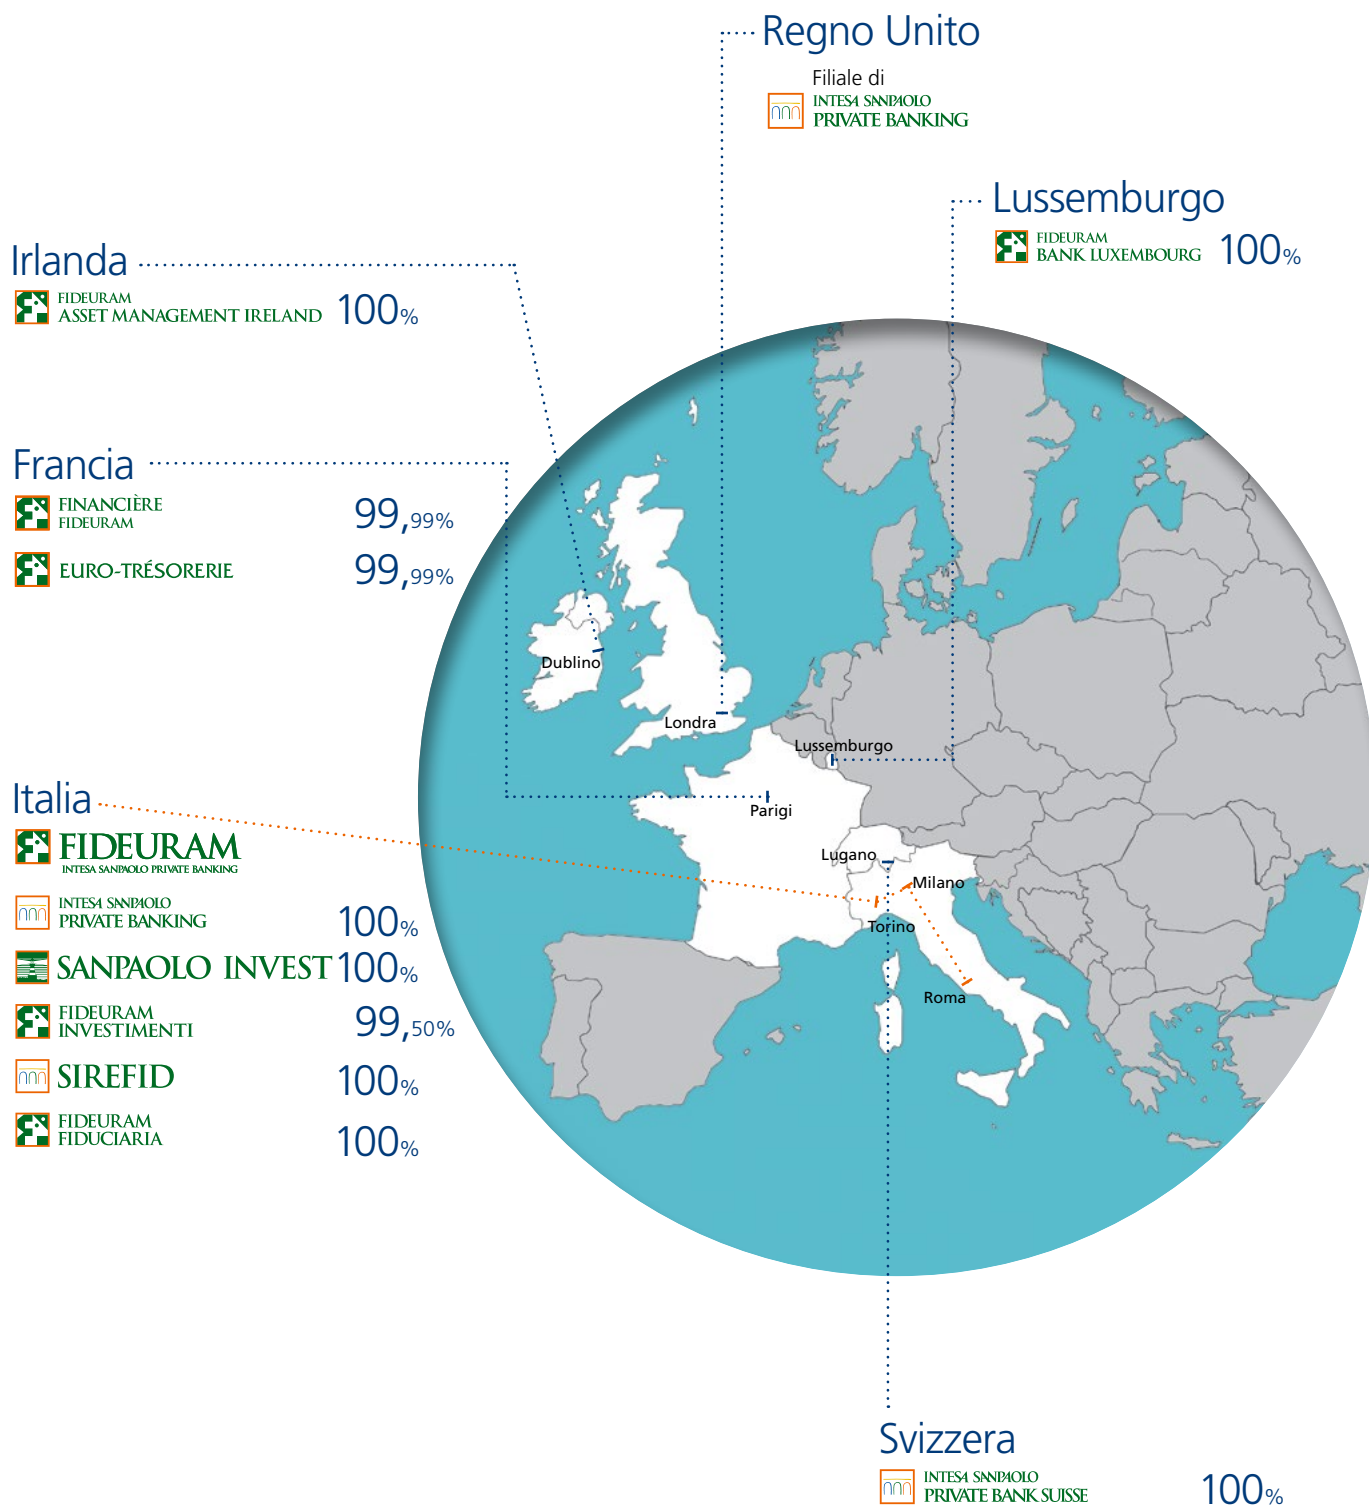 Regno Unito
Filiale di
INTESA SANPAOLO
PRIVATE BANKING
Lussemburgo
FIDEURAM
BANK LUXEMBOURG 100%
Irlanda
FIDEURAM
ASSET MANAGEMENT IRELAND 100%
Francia
FINANCIÈRE
FIDEURAM 99,99%
EURO-TRÉSORERIE 99,99%
Italia
FIDEURAM
INTESA SANPAOLO PRIVATE BANKING
INTESA SANPAOLO
PRIVATE BANKING 100%
SANPAOLO INVEST 100%
FIDEURAM
INVESTIMENTI 99,50%
SIREFID 100%
FIDEURAM
FIDUCIARIA 100%
Dublino
Londra
Lussemburgo
Parigi
Lugano
Milano
Torino
Roma
Svizzera
INTESA SANPAOLO
PRIVATE BANK SUISSE 100%